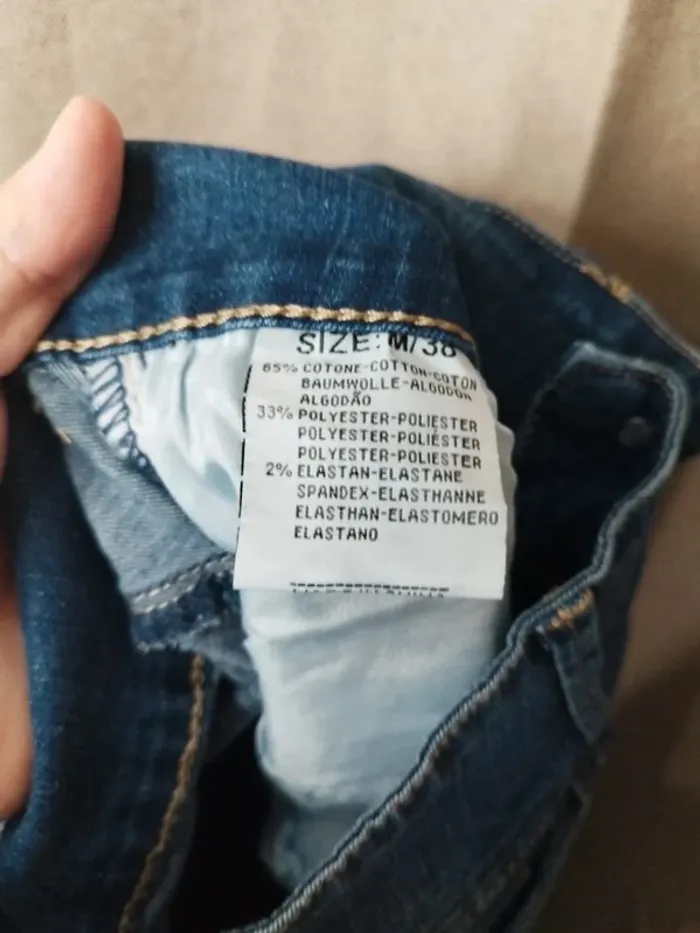 SIZE: M/38
65% COTONE-COTTON-COTON
BAUMWOLLE-ALGODON
ALGODÃO
33% POLYESTER-POLIESTER
POLYESTER-POLIÉSTER
POLYESTER-POLIESTER
2% ELASTAN-ELASTANE
SPANDEX-ELASTHANNE
ELASTHAN-ELASTOMERO
ELASTANO